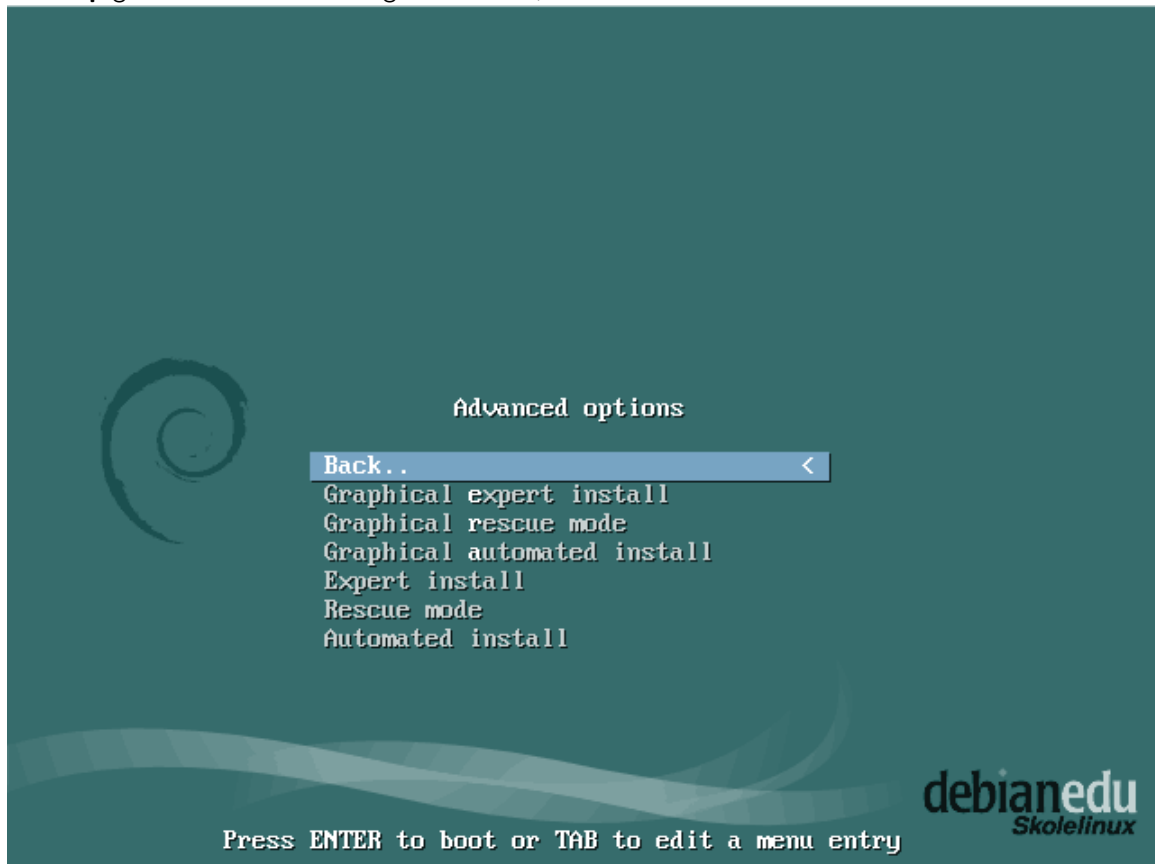 Advanced options
Back.. <
Graphical expert install
Graphical rescue mode
Graphical automated install
Expert install
Rescue mode
Automated install
debianedu
Skolelinux
Press ENTER to boot or TAB to edit a menu entry